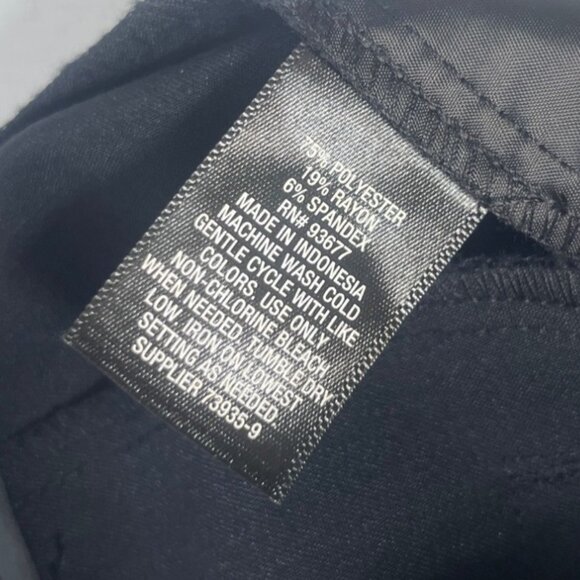 75% POLYESTER
19% RAYON
6% SPANDEX
RN# 93677
MADE IN INDONESIA
MACHINE WASH COLD
GENTLE CYCLE WITH LIKE
COLORS. USE ONLY
NON-CHLORINE BLEACH
WHEN NEEDED. TUMBLE DRY
LOW. IRON ON LOWEST
SETTING AS NEEDED
SUPPLIER 73935-9